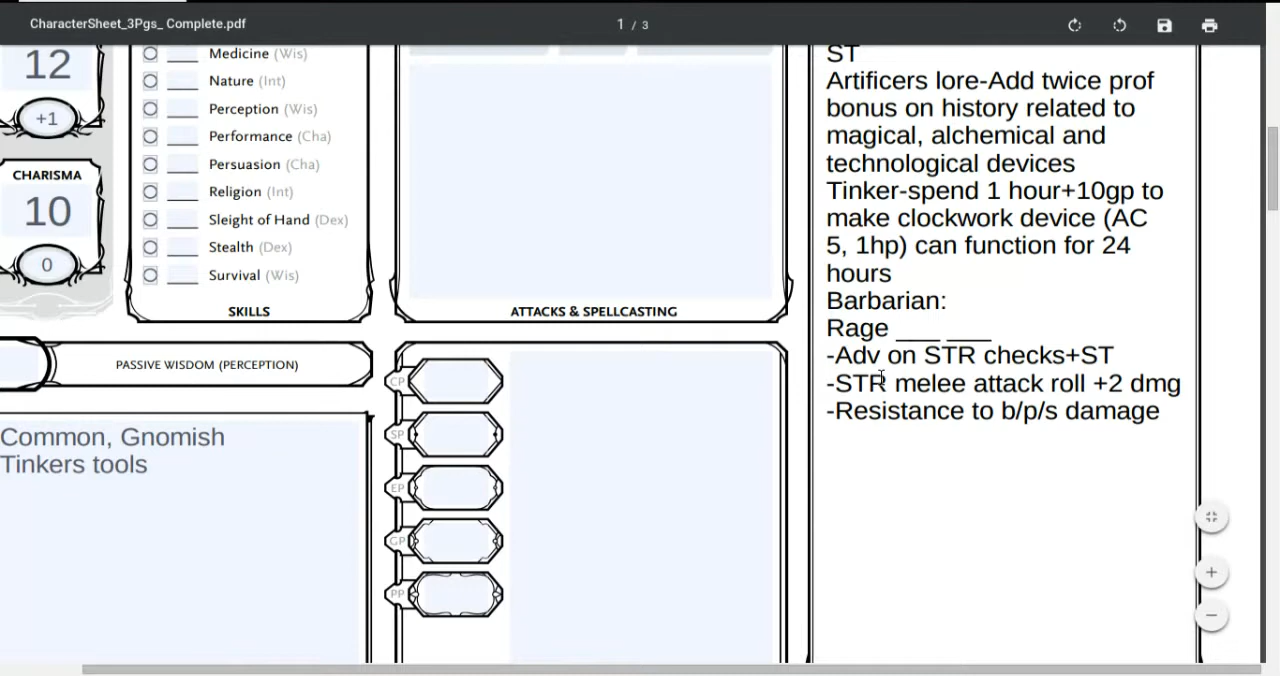 CharacterSheet_3Pgs_ Complete.pdf
1 / 3
12
+1
CHARISMA
10
0
Medicine (Wis)
Nature (Int)
Perception (Wis)
Performance (Cha)
Persuasion (Cha)
Religion (Int)
Sleight of Hand (Dex)
Stealth (Dex)
Survival (Wis)
SKILLS
PASSIVE WISDOM (PERCEPTION)
Common, Gnomish
Tinkers tools
ATTACKS & SPELLCASTING
CP
SP
EP
GP
PP
ST
Artificers lore-Add twice prof
bonus on history related to
magical, alchemical and
technological devices
Tinker-spend 1 hour+10gp to
make clockwork device (AC
5, 1hp) can function for 24
hours
Barbarian:
Rage ___ ___
-Adv on STR checks+ST
-STR melee attack roll +2 dmg
-Resistance to b/p/s damage